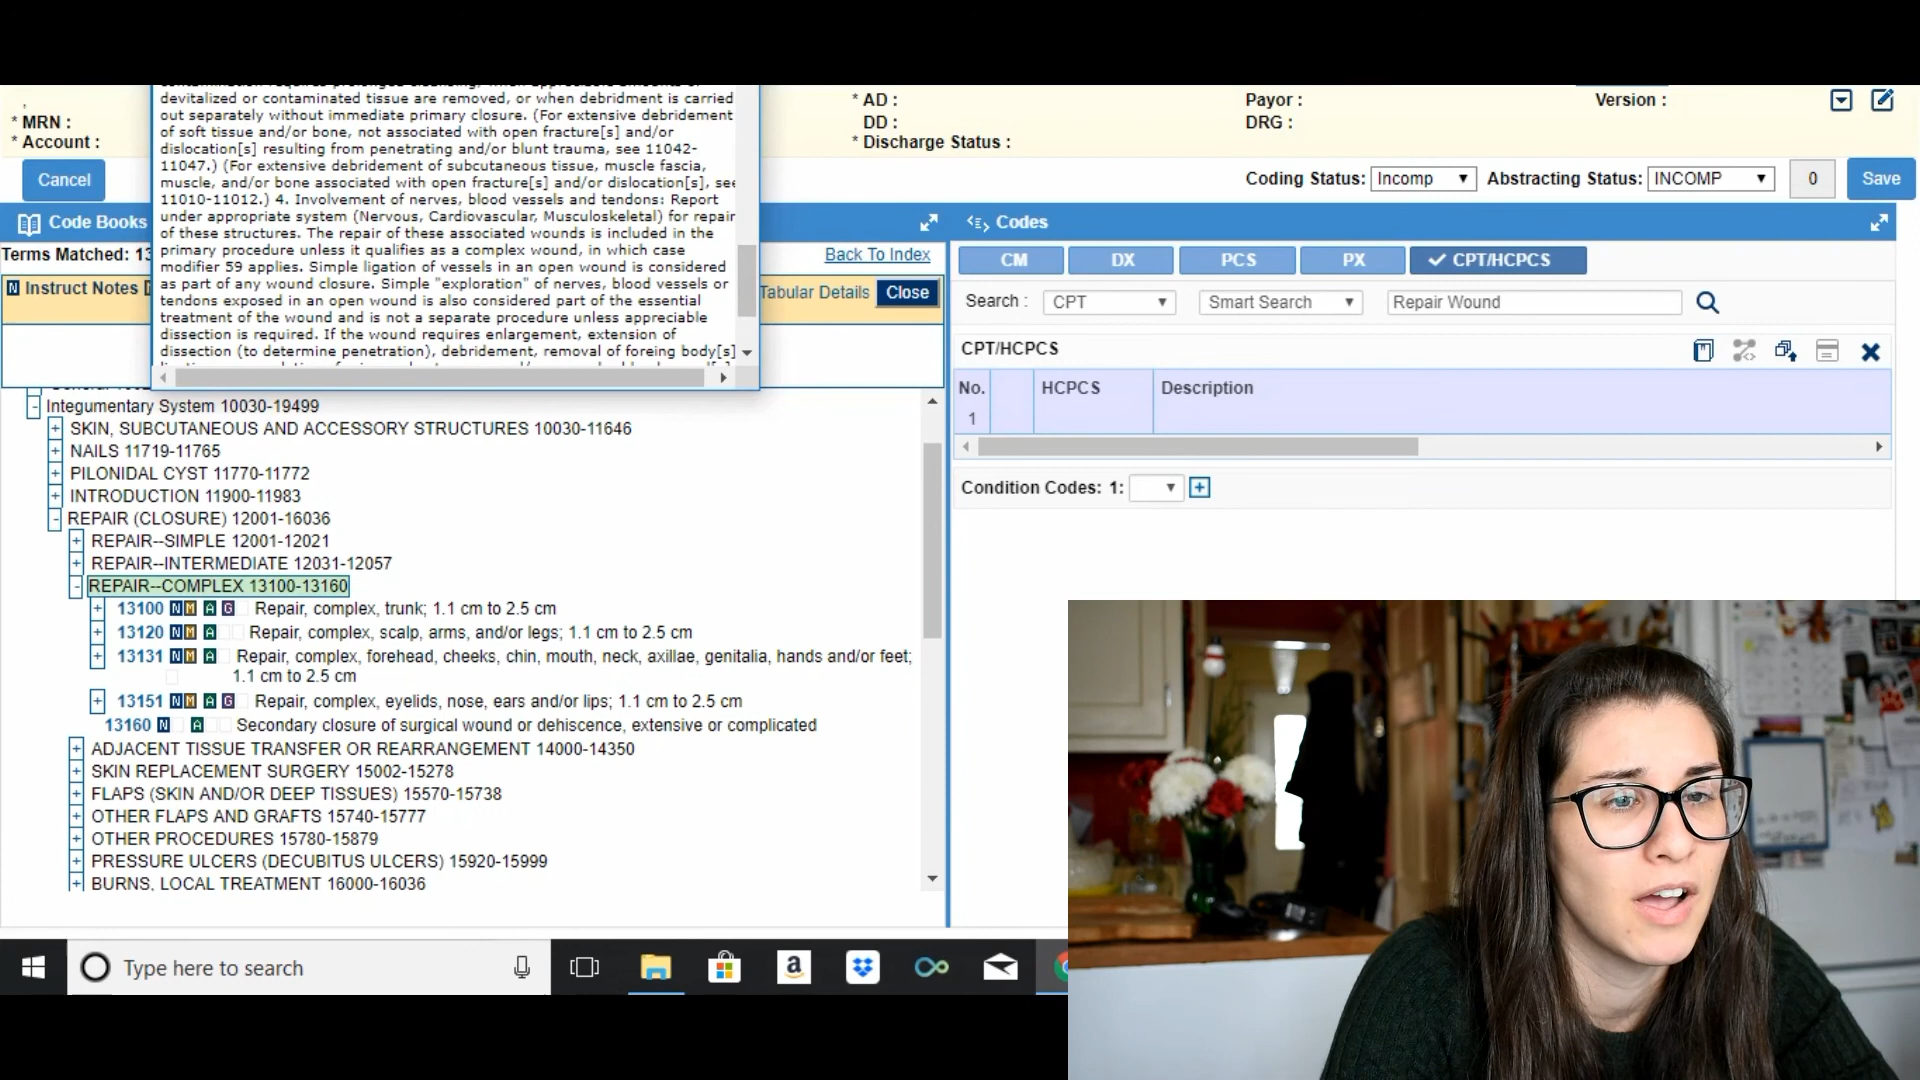 devitalized or contaminated tissue are removed, or when debridment is carried
out separately without immediate primary closure. (For extensive debridement
of soft tissue and/or bone, not associated with open fracture[s] and/or
dislocation[s] resulting from penetrating and/or blunt trauma, see 11042-
11047.) (For extensive debridement of subcutaneous tissue, muscle fascia,
muscle, and/or bone associated with open fracture[s] and/or dislocation[s], see
11010-11012.) 4. Involvement of nerves, blood vessels and tendons: Report
under appropriate system (Nervous, Cardiovascular, Musculoskeletal) for repair
of these structures. The repair of these associated wounds is included in the
primary procedure unless it qualifies as a complex wound, in which case
modifier 59 applies. Simple ligation of vessels in an open wound is considered
as part of any wound closure. Simple "exploration" of nerves, blood vessels or
tendons exposed in an open wound is also considered part of the essential
treatment of the wound and is not a separate procedure unless appreciable
dissection is required. If the wound requires enlargement, extension of
dissection (to determine penetration), debridement, removal of foreing body[s]
* MRN :
* Account :
* AD :
DD :
* Discharge Status :
Payor :
DRG :
Version :
Cancel
Coding Status: Incomp
Abstracting Status: INCOMP
0
Save
Code Books
Terms Matched: 13
Back To Index
N Instruct Notes
Tabular Details
Close
Integumentary System 10030-19499
SKIN, SUBCUTANEOUS AND ACCESSORY STRUCTURES 10030-11646
NAILS 11719-11765
PILONIDAL CYST 11770-11772
INTRODUCTION 11900-11983
REPAIR (CLOSURE) 12001-16036
REPAIR--SIMPLE 12001-12021
REPAIR--INTERMEDIATE 12031-12057
REPAIR--COMPLEX 13100-13160
13100 N M A G Repair, complex, trunk; 1.1 cm to 2.5 cm
13120 N M A Repair, complex, scalp, arms, and/or legs; 1.1 cm to 2.5 cm
13131 N M A Repair, complex, forehead, cheeks, chin, mouth, neck, axillae, genitalia, hands and/or feet;
1.1 cm to 2.5 cm
13151 N M A G Repair, complex, eyelids, nose, ears and/or lips; 1.1 cm to 2.5 cm
13160 N A Secondary closure of surgical wound or dehiscence, extensive or complicated
ADJACENT TISSUE TRANSFER OR REARRANGEMENT 14000-14350
SKIN REPLACEMENT SURGERY 15002-15278
FLAPS (SKIN AND/OR DEEP TISSUES) 15570-15738
OTHER FLAPS AND GRAFTS 15740-15777
OTHER PROCEDURES 15780-15879
PRESSURE ULCERS (DECUBITUS ULCERS) 15920-15999
BURNS, LOCAL TREATMENT 16000-16036
Codes
CM
DX
PCS
PX
CPT/HCPCS
Search :
CPT
Smart Search
Repair Wound
CPT/HCPCS
No.
HCPCS
Description
1
Condition Codes: 1:
Type here to search
a